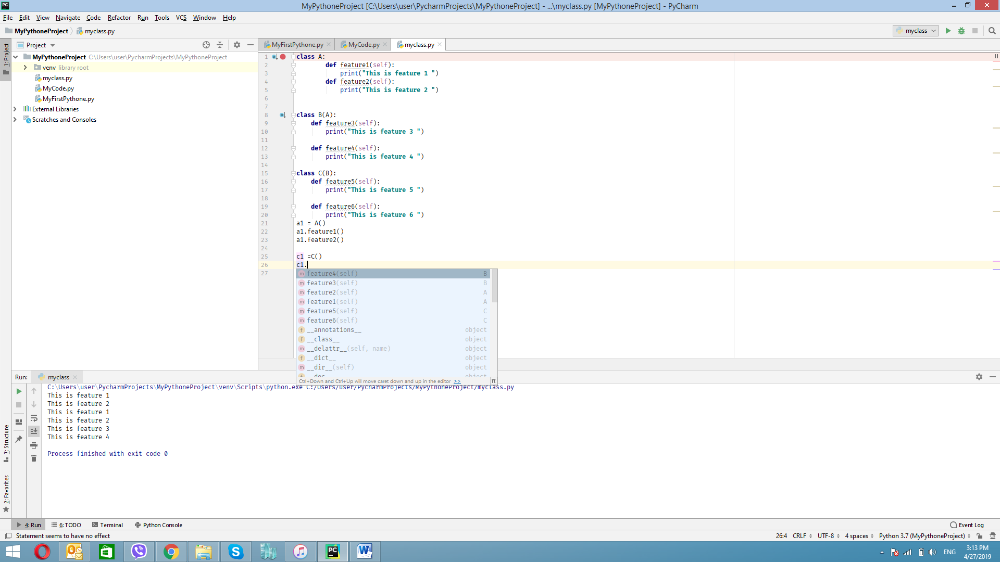 MyPythoneProject [C:\Users\user\PycharmProjects\MyPythoneProject] - ...\myclass.py [MyPythoneProject] - PyCharm
File Edit View Navigate Code Refactor Run Tools VCS Window Help
MyPythoneProject myclass.py
myclass
1: Project
Project
MyPythoneProject C:\Users\user\PycharmProjects\MyPythoneProject
venv library root
myclass.py
MyCode.py
MyFirstPythone.py
External Libraries
Scratches and Consoles
MyFirstPythone.py MyCode.py myclass.py
1 class A:
2 def feature1(self):
3 print("This is feature 1 ")
4 def feature2(self):
5 print("This is feature 2 ")
6
7
8 class B(A):
9 def feature3(self):
10 print("This is feature 3 ")
11
12 def feature4(self):
13 print("This is feature 4 ")
14
15 class C(B):
16 def feature5(self):
17 print("This is feature 5 ")
18
19 def feature6(self):
20 print("This is feature 6 ")
21 a1 = A()
22 a1.feature1()
23 a1.feature2()
24
25 c1 =C()
26 c1.
27
feature4(self) B
feature3(self) B
feature2(self) A
feature1(self) A
feature5(self) C
feature6(self) C
__annotations__ object
__class__ object
__delattr__(self, name) object
__dict__ object
__dir__(self) object
Ctrl+Down and Ctrl+Up will move caret down and up in the editor >> π
Run: myclass
C:\Users\user\PycharmProjects\MyPythoneProject\venv\Scripts\python.exe C:/Users/user/PycharmProjects/MyPythoneProject/myclass.py
This is feature 1
This is feature 2
This is feature 1
This is feature 2
This is feature 3
This is feature 4
Process finished with exit code 0
7: Structure
2: Favorites
4: Run 6: TODO Terminal Python Console Event Log
Statement seems to have no effect 26:4 CRLF UTF-8 4 spaces Python 3.7 (MyPythoneProject)
ENG
3:13 PM
4/27/2019